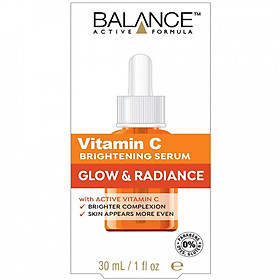 BALANCE™
ACTIVE FORMULA
Vitamin C
BRIGHTENING SERUM
GLOW & RADIANCE
with ACTIVE VITAMIN C
✓ BRIGHTER COMPLEXION
✓ SKIN APPEARS MORE EVEN
PARABENS
0%
30 mL / 1 fl oz e